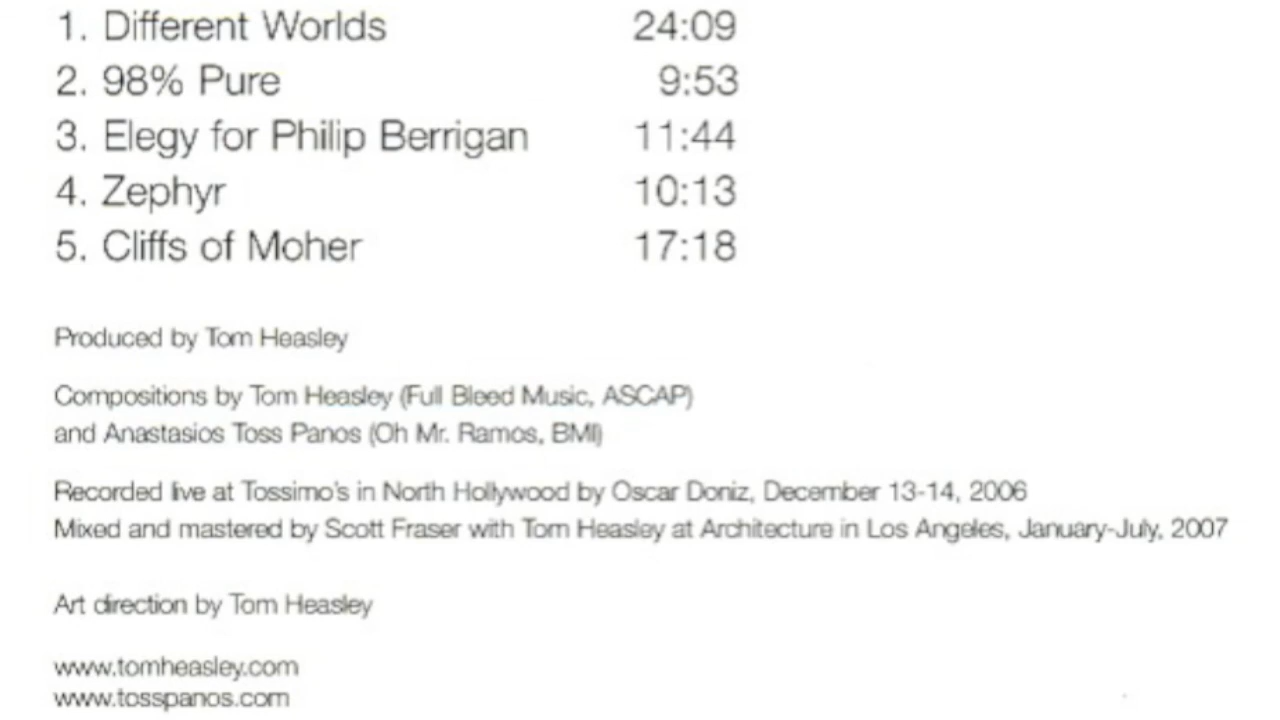 1. Different Worlds 24:09
2. 98% Pure 9:53
3. Elegy for Philip Berrigan 11:44
4. Zephyr 10:13
5. Cliffs of Moher 17:18
Produced by Tom Heasley
Compositions by Tom Heasley (Full Bleed Music, ASCAP)
and Anastasios Toss Panos (Oh Mr. Ramos, BMI)
Recorded live at Tossimo's in North Hollywood by Oscar Doniz, December 13-14, 2006
Mixed and mastered by Scott Fraser with Tom Heasley at Architecture in Los Angeles, January-July, 2007
Art direction by Tom Heasley
www.tomheasley.com
www.tosspanos.com